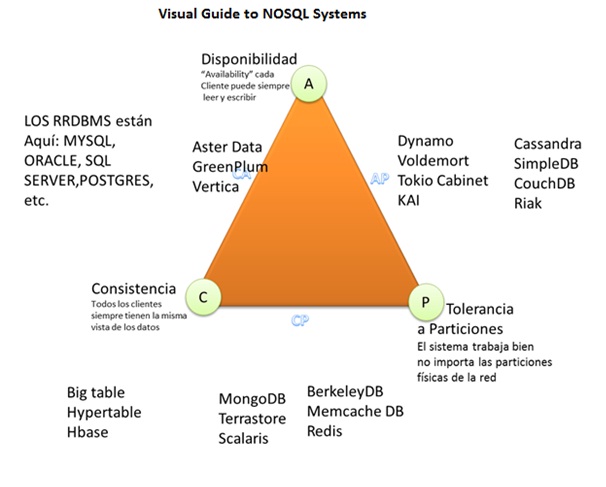 Visual Guide to NOSQL Systems
Disponibilidad
“Availability” cada
Cliente puede siempre
leer y escribir
A
LOS RRDBMS están
Aquí: MYSQL,
ORACLE, SQL
SERVER,POSTGRES,
etc.
Aster Data
GreenPlum
Vertica
CA
AP
Dynamo
Voldemort
Tokio Cabinet
KAI
Cassandra
SimpleDB
CouchDB
Riak
Consistencia
Todos los clientes
siempre tienen la misma
vista de los datos
C
P
Tolerancia
a Particiones
El sistema trabaja bien
no importa las particiones
físicas de la red
CP
Big table
Hypertable
Hbase
MongoDB
Terrastore
Scalaris
BerkeleyDB
Memcache DB
Redis